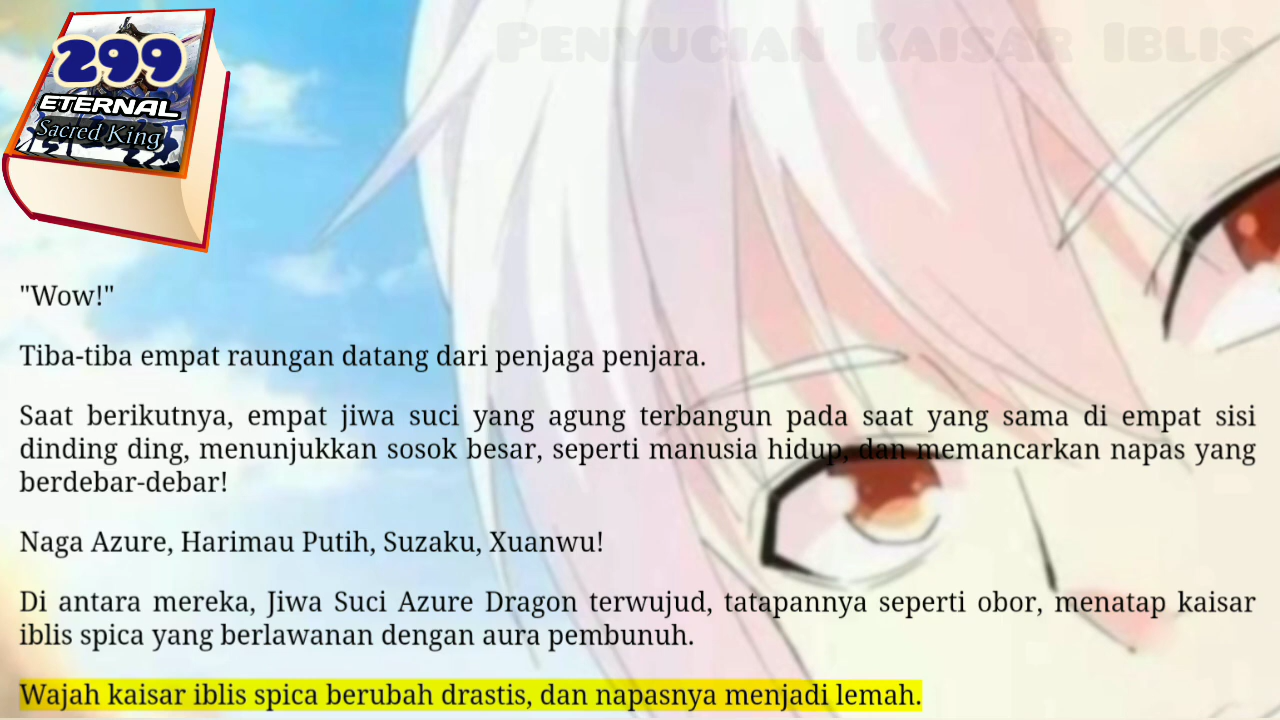 Penyucian Kaisar Iblis
299
ETERNAL
Sacred King
"Wow!"
Tiba-tiba empat raungan datang dari penjaga penjara.
Saat berikutnya, empat jiwa suci yang agung terbangun pada saat yang sama di empat sisi
dinding ding, menunjukkan sosok besar, seperti manusia hidup, dan memancarkan napas yang
berdebar-debar!
Naga Azure, Harimau Putih, Suzaku, Xuanwu!
Di antara mereka, Jiwa Suci Azure Dragon terwujud, tatapannya seperti obor, menatap kaisar
iblis spica yang berlawanan dengan aura pembunuh.
Wajah kaisar iblis spica berubah drastis, dan napasnya menjadi lemah.